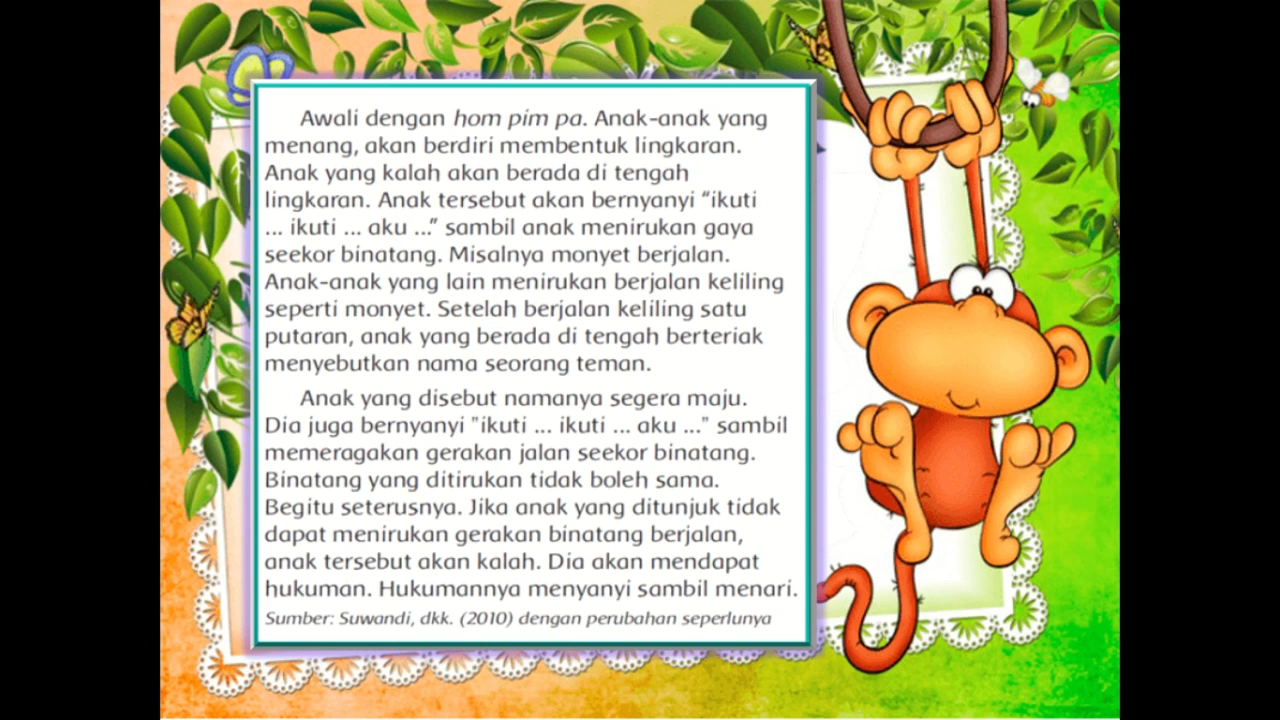 Awali dengan hom pim pa. Anak-anak yang
menang, akan berdiri membentuk lingkaran.
Anak yang kalah akan berada di tengah
lingkaran. Anak tersebut akan bernyanyi “ikuti
... ikuti ... aku ...” sambil anak menirukan gaya
seekor binatang. Misalnya monyet berjalan.
Anak-anak yang lain menirukan berjalan keliling
seperti monyet. Setelah berjalan keliling satu
putaran, anak yang berada di tengah berteriak
menyebutkan nama seorang teman.
Anak yang disebut namanya segera maju.
Dia juga bernyanyi "ikuti ... ikuti ... aku ..." sambil
memeragakan gerakan jalan seekor binatang.
Binatang yang ditirukan tidak boleh sama.
Begitu seterusnya. Jika anak yang ditunjuk tidak
dapat menirukan gerakan binatang berjalan,
anak tersebut akan kalah. Dia akan mendapat
hukuman. Hukumannya menyanyi sambil menari.
Sumber: Suwandi, dkk. (2010) dengan perubahan seperlunya